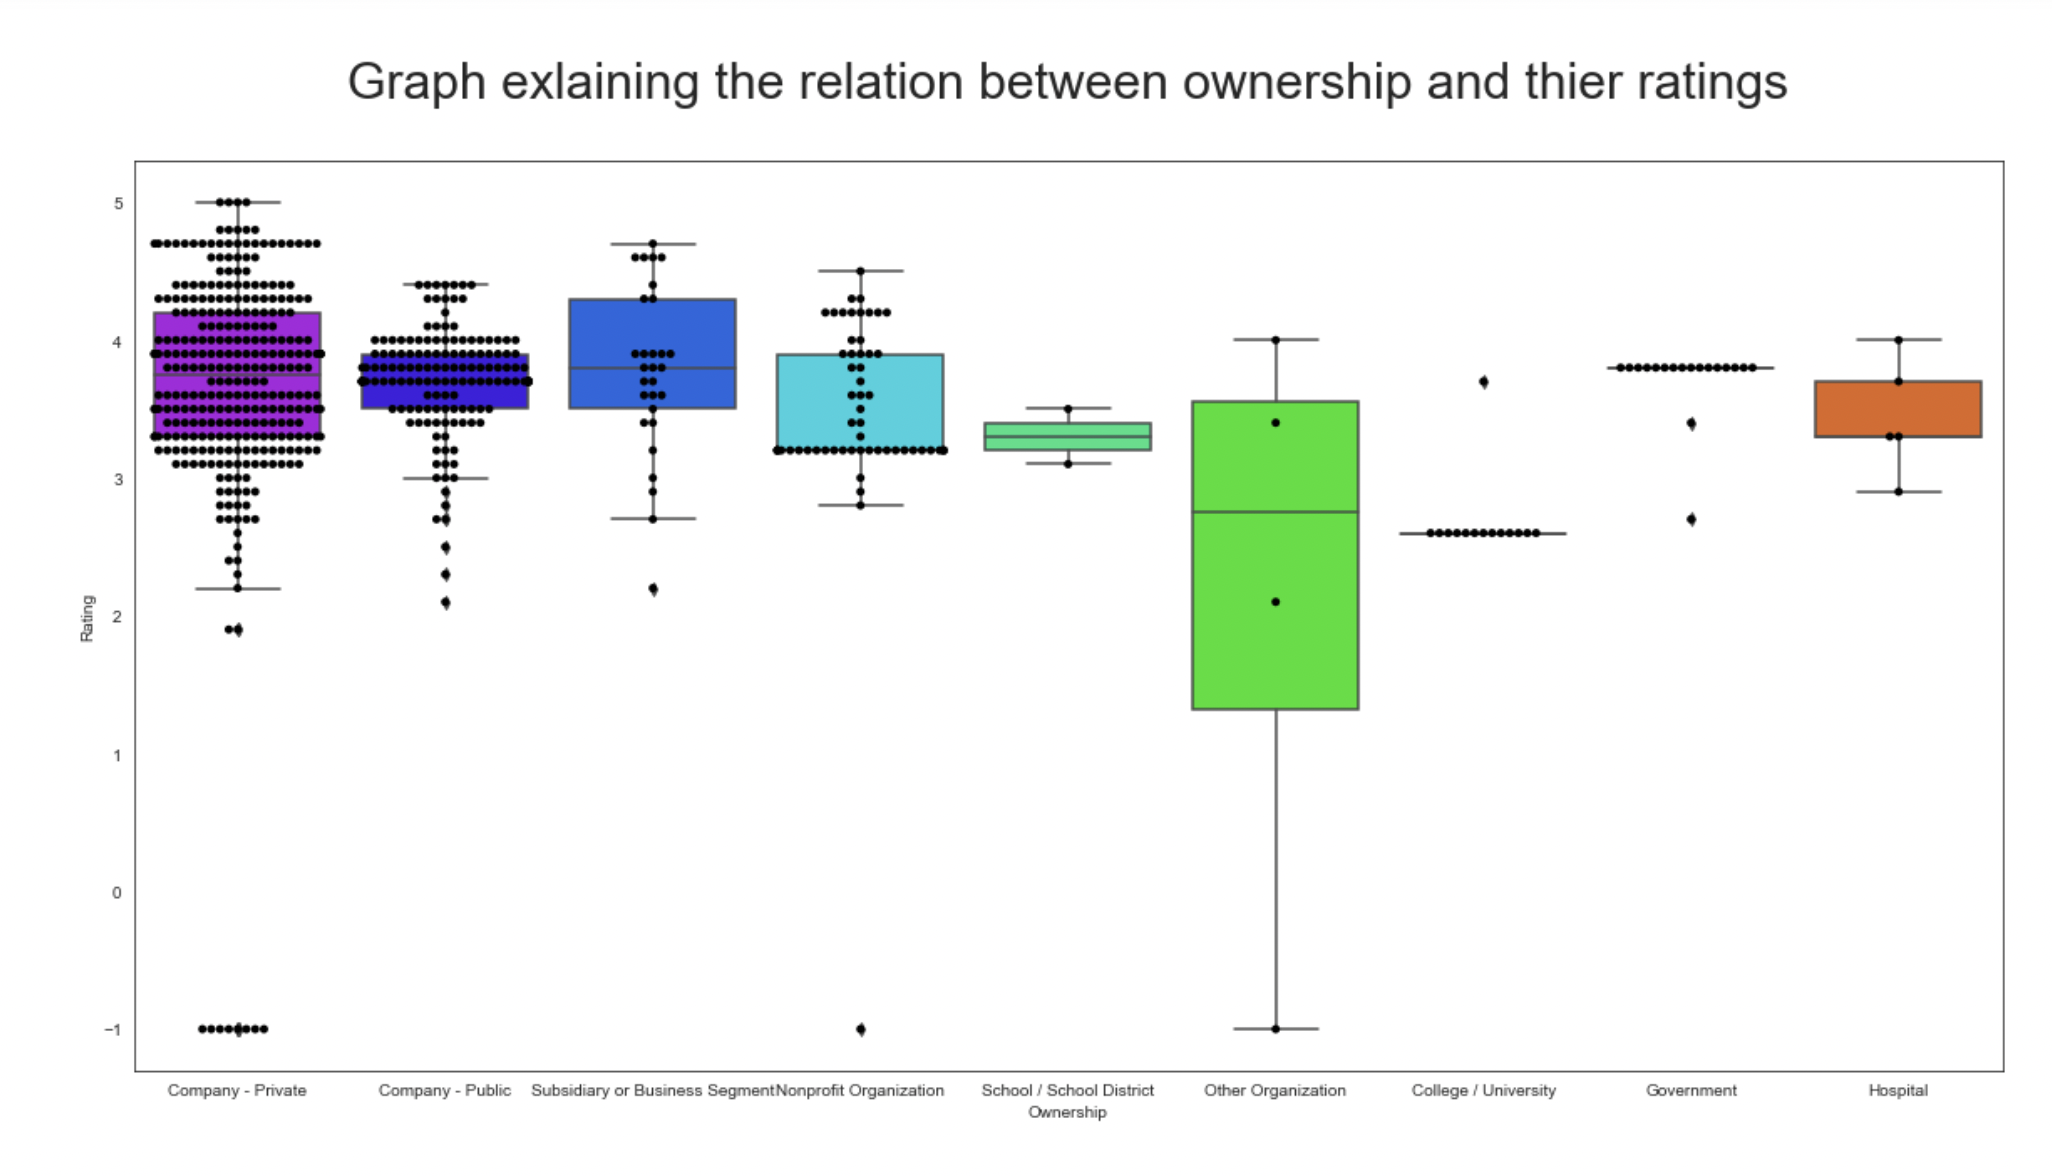 Graph exlaining the relation between ownership and thier ratings
5
4
3
2
1
0
−1
Rating
Company - Private
Company - Public
Subsidiary or Business Segment
Nonprofit Organization
School / School District
Other Organization
College / University
Government
Hospital
Ownership